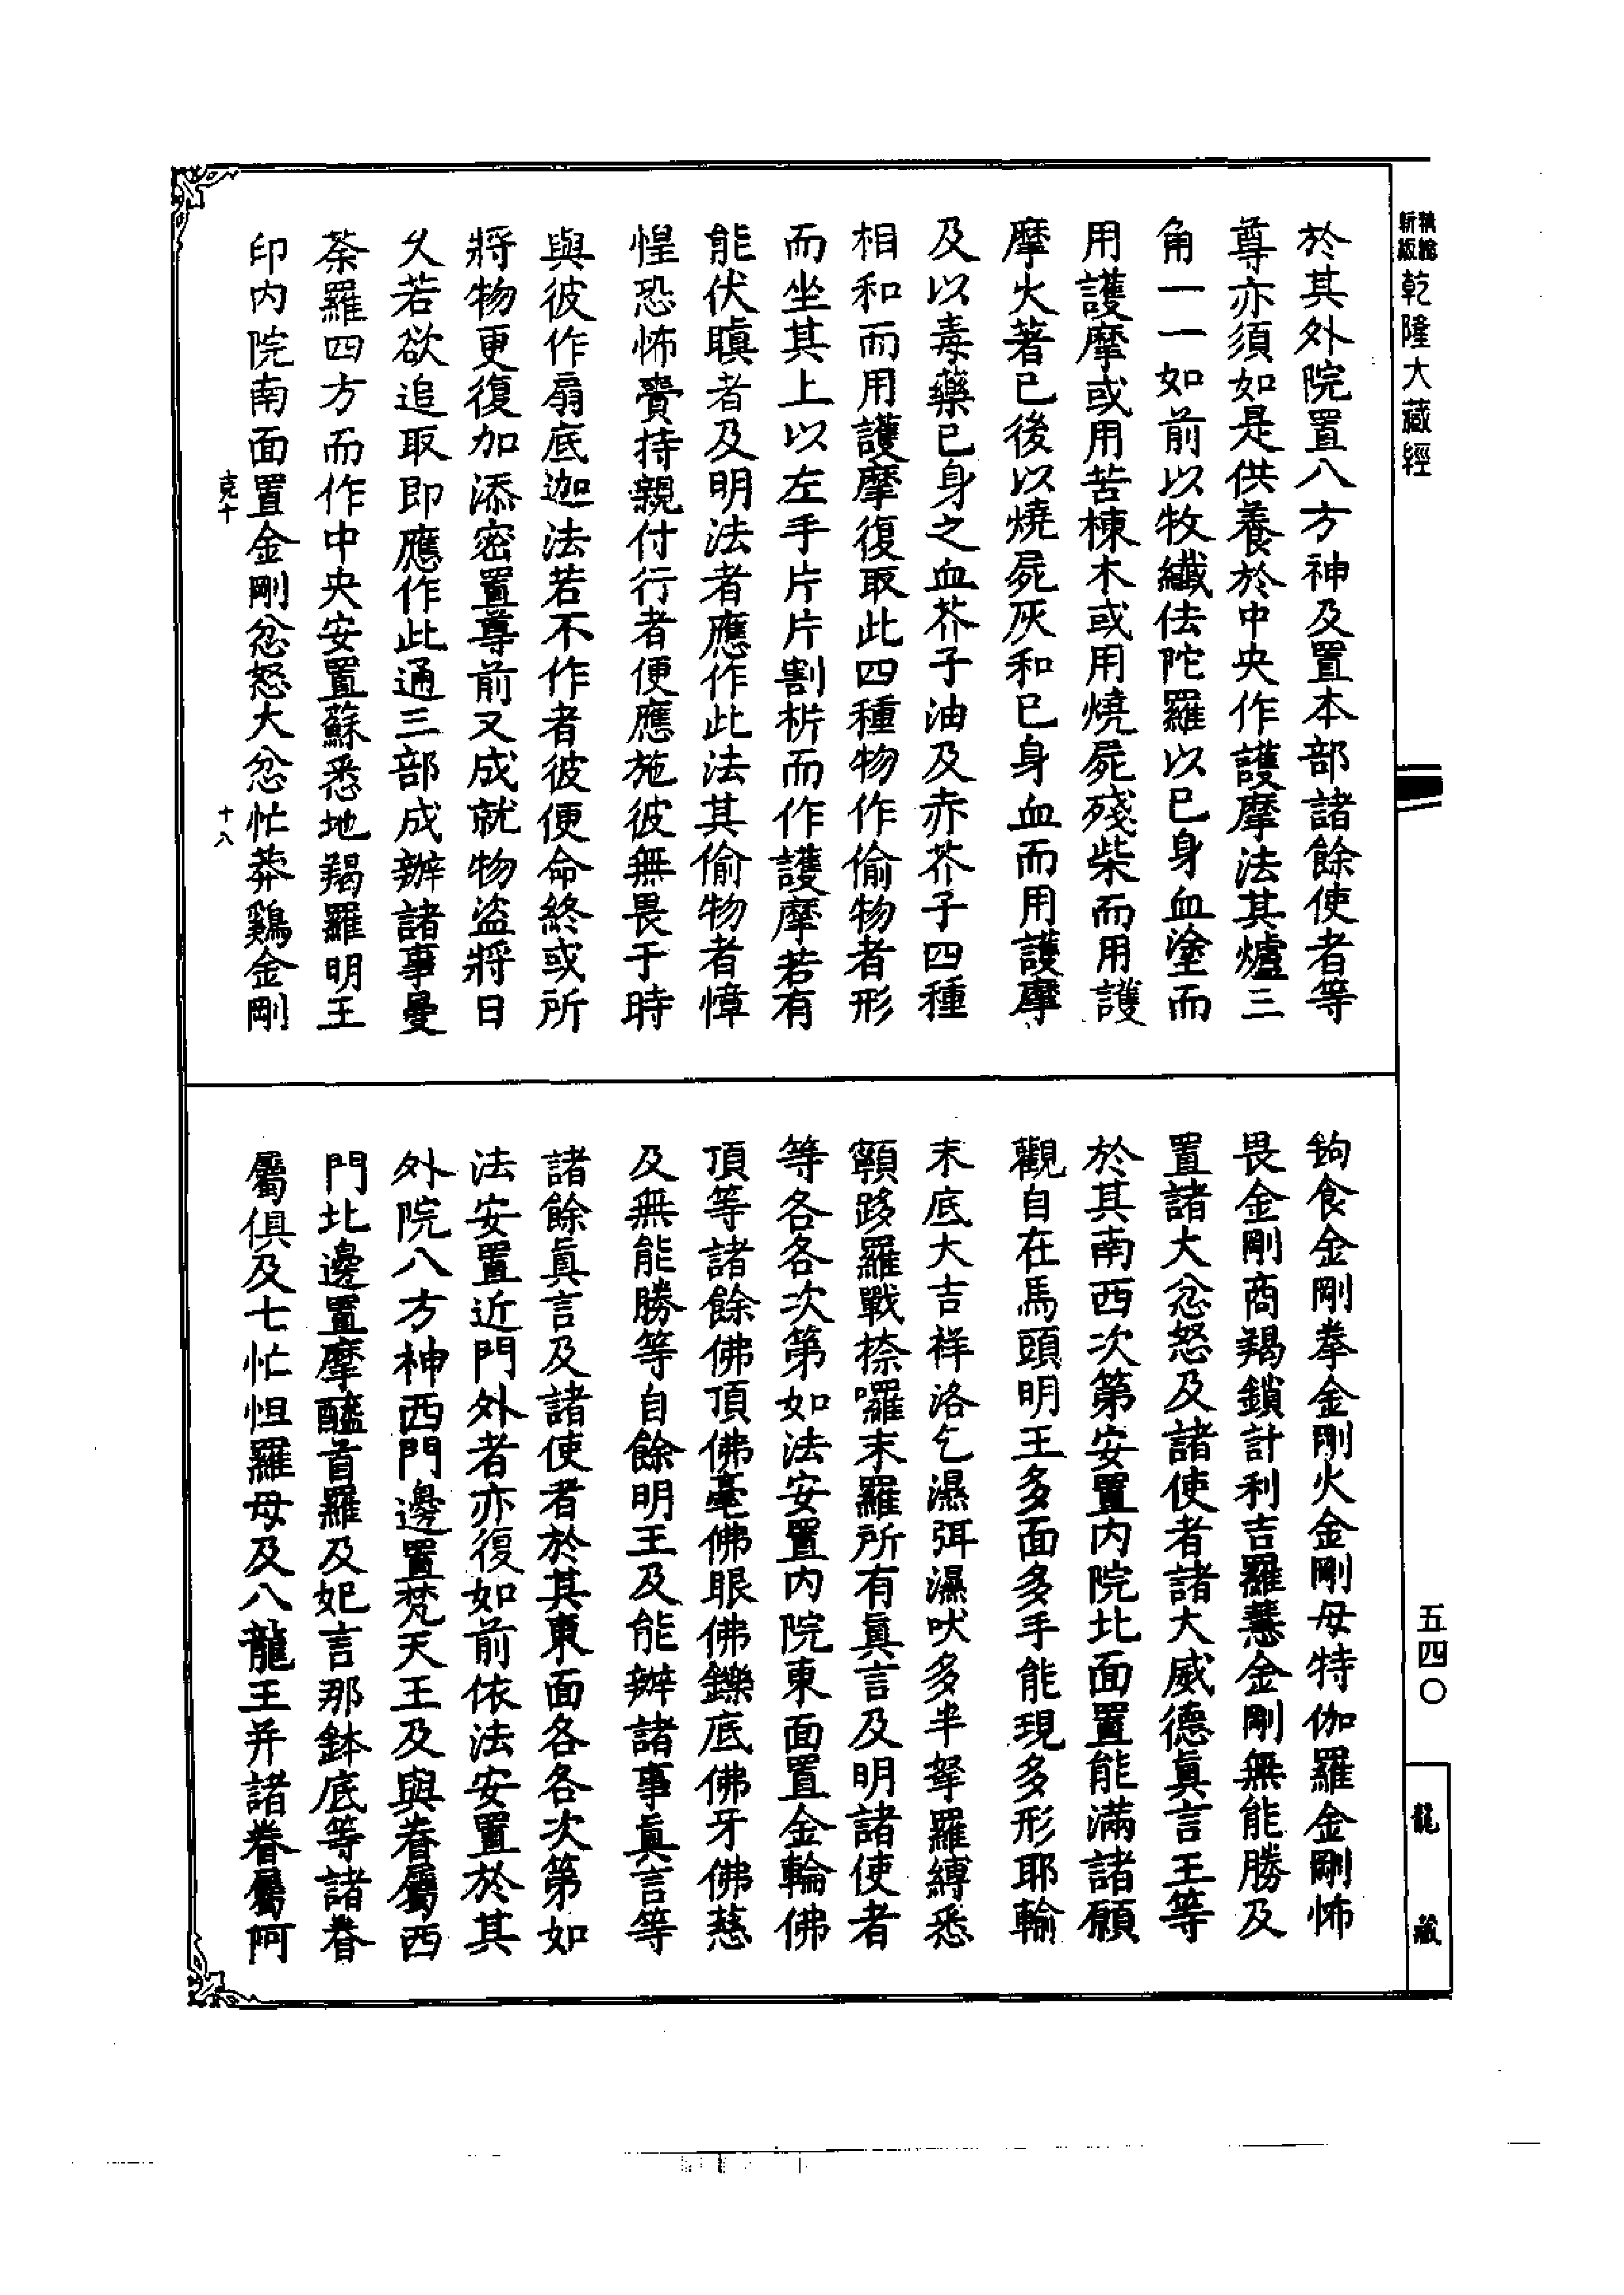 精繪
新版
乾隆大藏經
於其外院置八方神及置本部諸餘使者等
尊亦須如是供養於中央作護摩法其爐三
角一一如前以牧纖佉陀羅以巳身血塗而
用護摩或用苦楝木或用燒屍殘柴而用護
摩火著已後以燒屍灰和巳身血而用護摩
及以毒藥巳身之血芥子油及赤芥子四種
相和而用護摩復取此四種物作偷物者形
而坐其上以左手片片割析而作護摩若有
能伏瞋者及明法者應作此法其偷物者慞
惶恐怖賫持親付行者便應施彼無畏于時
與彼作扇底迦法若不作者彼便命終或所
將物更復加添密置尊前又成就物盜將日
久若欲追取即應作此通三部成辦諸事曼
荼羅四方而作中央安置蘇悉地羯羅明王
印内院南面置金剛忿怒大忿忙莽鷄金剛
克十
十八
鉤食金剛拳金剛火金剛母特伽羅金剛怖
畏金剛商羯鎖計利吉羅慧金剛無能勝及
置諸大忿怒及諸使者諸大威德眞言王等
於其南西次第安置内院北面置能滿諸願
觀自在馬頭明王多面多手能現多形耶輪
末底大吉祥洛乞濕弭濕吠多半拏羅縛悉
顊跢羅戰捺囉末羅所有眞言及明諸使者
等各各次第如法安置内院東面置金輪佛
頂等諸餘佛頂佛毫佛眼佛鑠底佛牙佛慈
及無能勝等自餘明王及能辦諸事眞言等
諸餘眞言及諸使者於其東面各各次第如
法安置近門外者亦復如前依法安置於其
外院八方神西門邊置梵天王及與眷屬西
門北邊置摩醯首羅及妃言那鉢底等諸眷
屬俱及七忙怛羅母及八龍王并諸眷屬阿
五四〇
龍藏